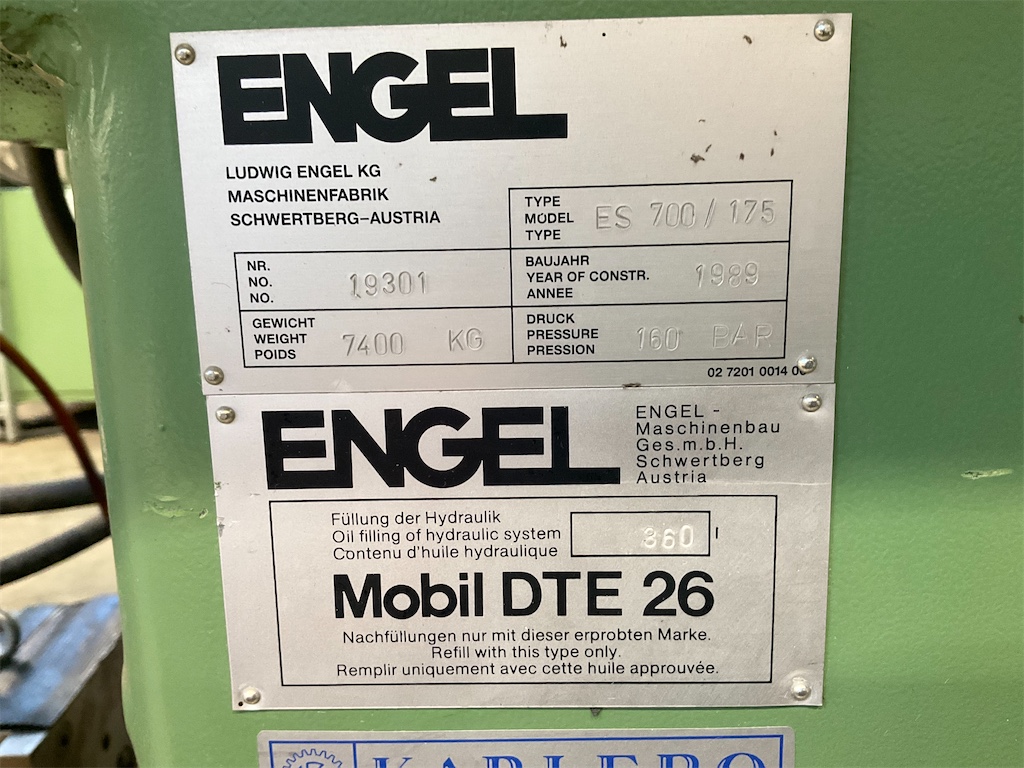 ENGEL
LUDWIG ENGEL KG
MASCHINENFABRIK
SCHWERTBERG–AUSTRIA
TYPE
MODEL
TYPE
ES 700 / 175
NR.
NO.
NO.
19301
BAUJAHR
YEAR OF CONSTR.
ANNEE
1989
GEWICHT
WEIGHT
POIDS
7400 KG
DRUCK
PRESSURE
PRESSION
160 BAR
02 7201 0014
ENGEL
ENGEL -
Maschinenbau
Ges.m.b.H.
Schwertberg
Austria
Füllung der Hydraulik
Oil filling of hydraulic system
Contenu d'huile hydraulique
360 l
Mobil DTE 26
Nachfüllungen nur mit dieser erprobten Marke.
Refill with this type only.
Remplir uniquement avec cette huile approuvée.